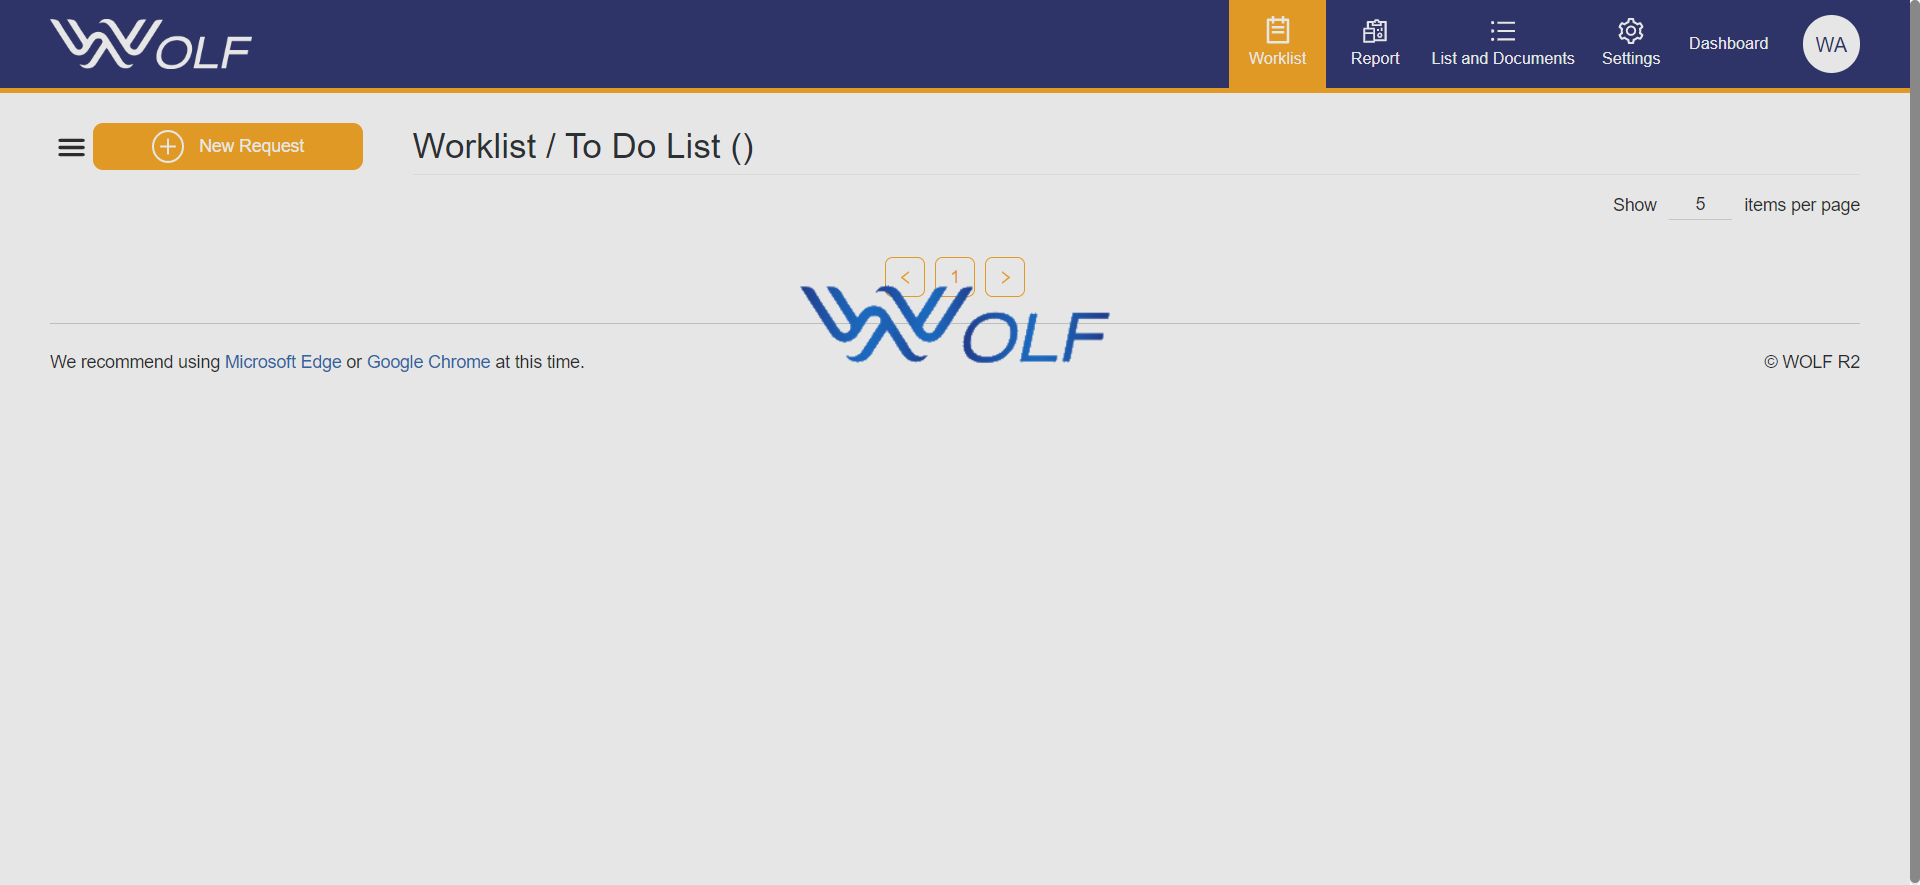 WOLF
Worklist
Report
List and Documents
Settings
Dashboard
WA
New Request
Worklist / To Do List ()
Show 5 items per page
< 1 >
WOLF
We recommend using Microsoft Edge or Google Chrome at this time.
© WOLF R2